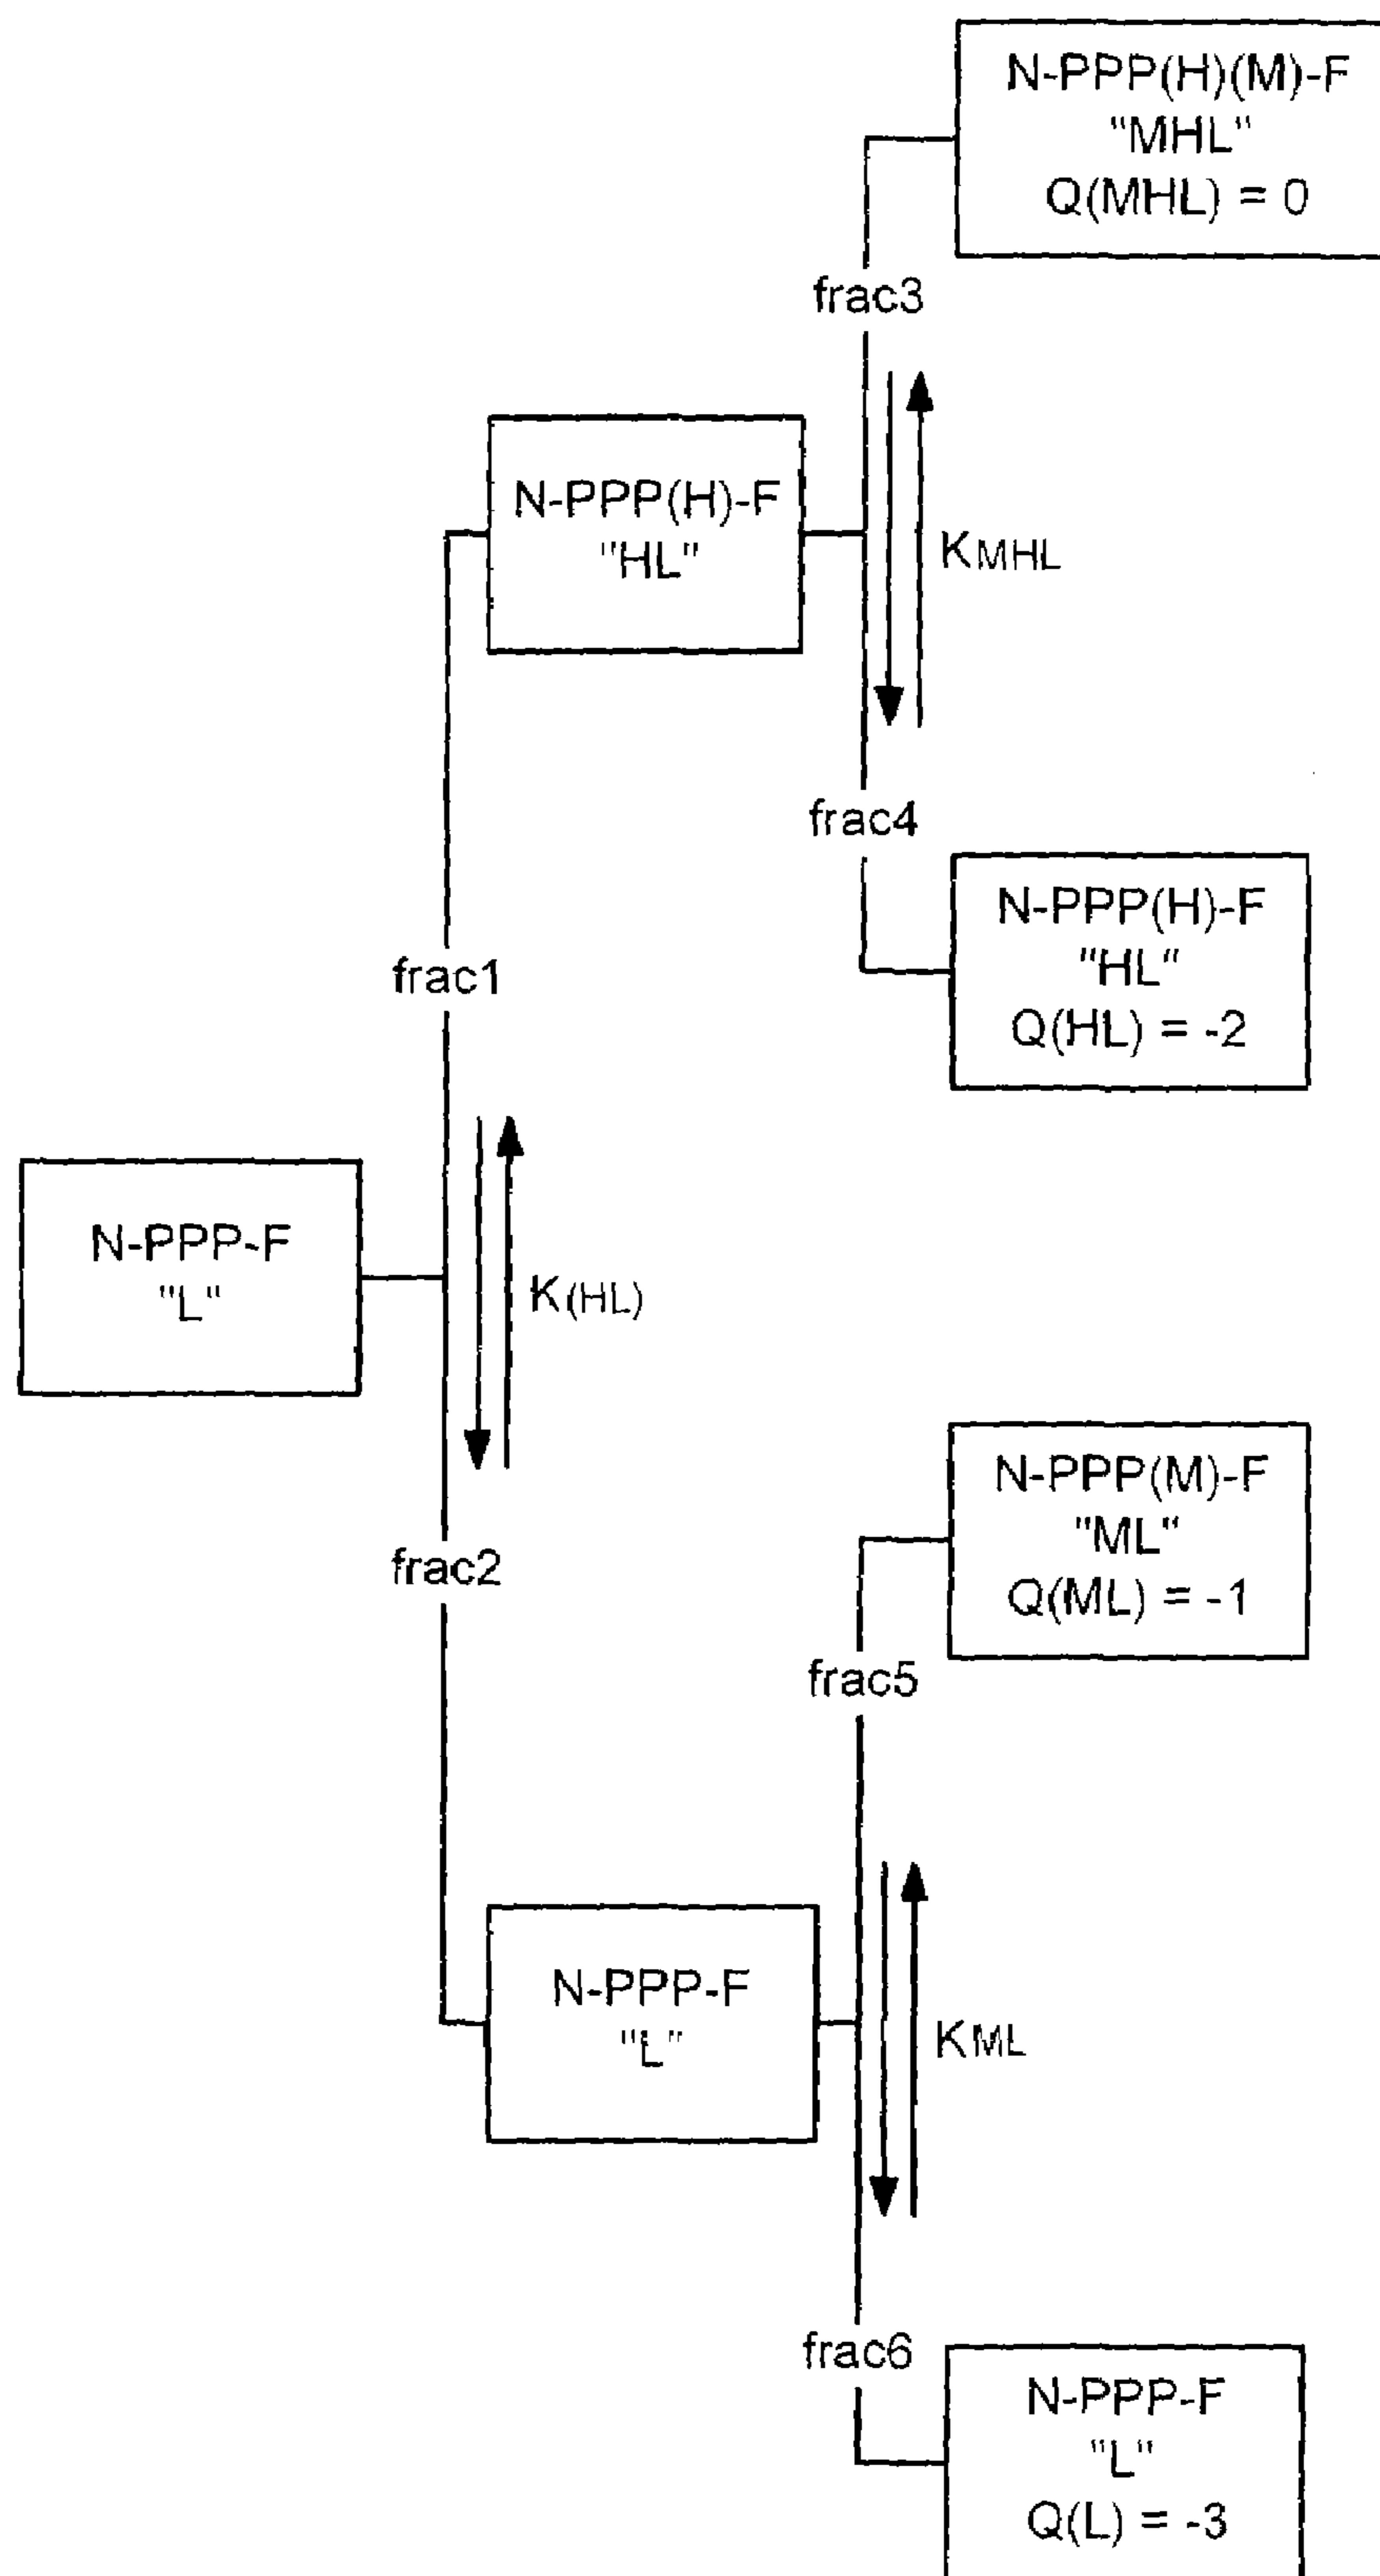 N-PPP(H)(M)-F
"MHL"
Q(MHL) = 0
frac3
N-PPP(H)-F
"HL"
KMHL
frac4
N-PPP(H)-F
"HL"
Q(HL) = -2
frac1
N-PPP-F
"L"
K(HL)
N-PPP(M)-F
"ML"
Q(ML) = -1
frac2
frac5
N-PPP-F
"L"
KML
frac6
N-PPP-F
"L"
Q(L) = -3